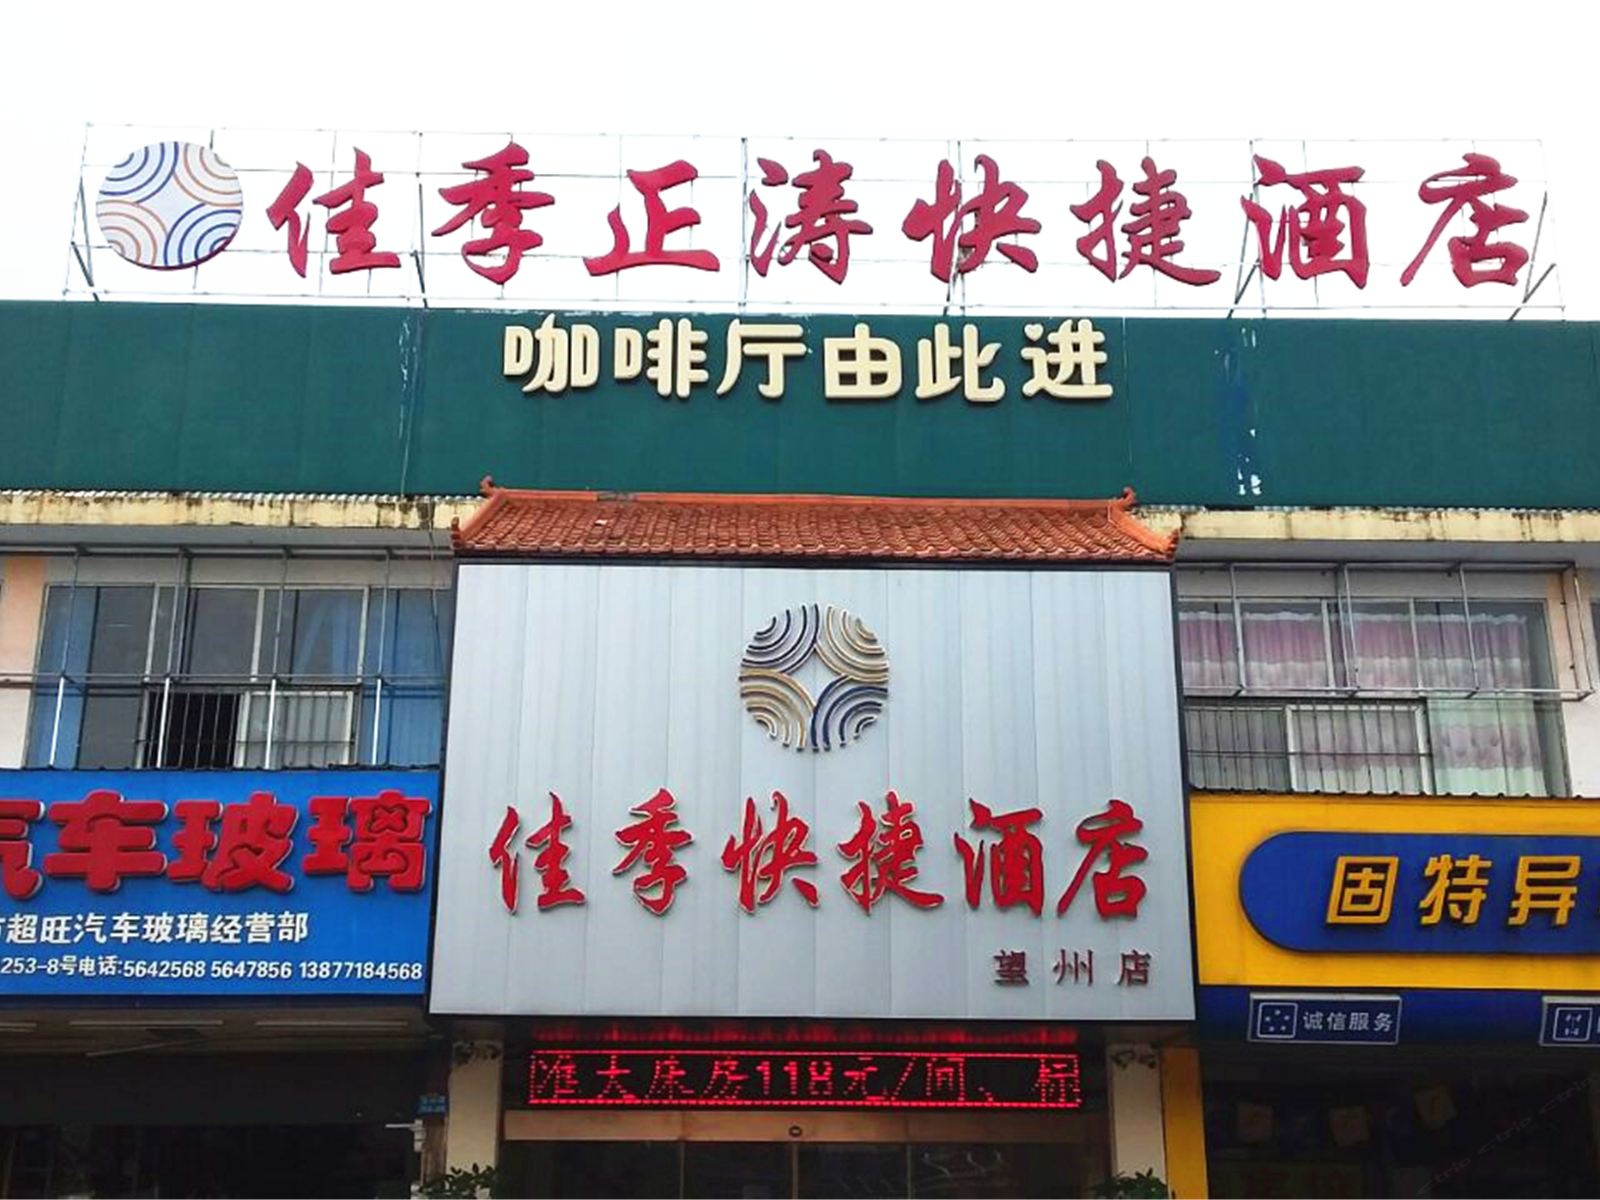 佳季正涛快捷酒店
咖啡厅由此进
佳季快捷酒店
望州店
准大床房118元/间、标
汽车玻璃
市超旺汽车玻璃经营部
253-8号电话:5642568 5647856 13877184568
固特异
诚信服务